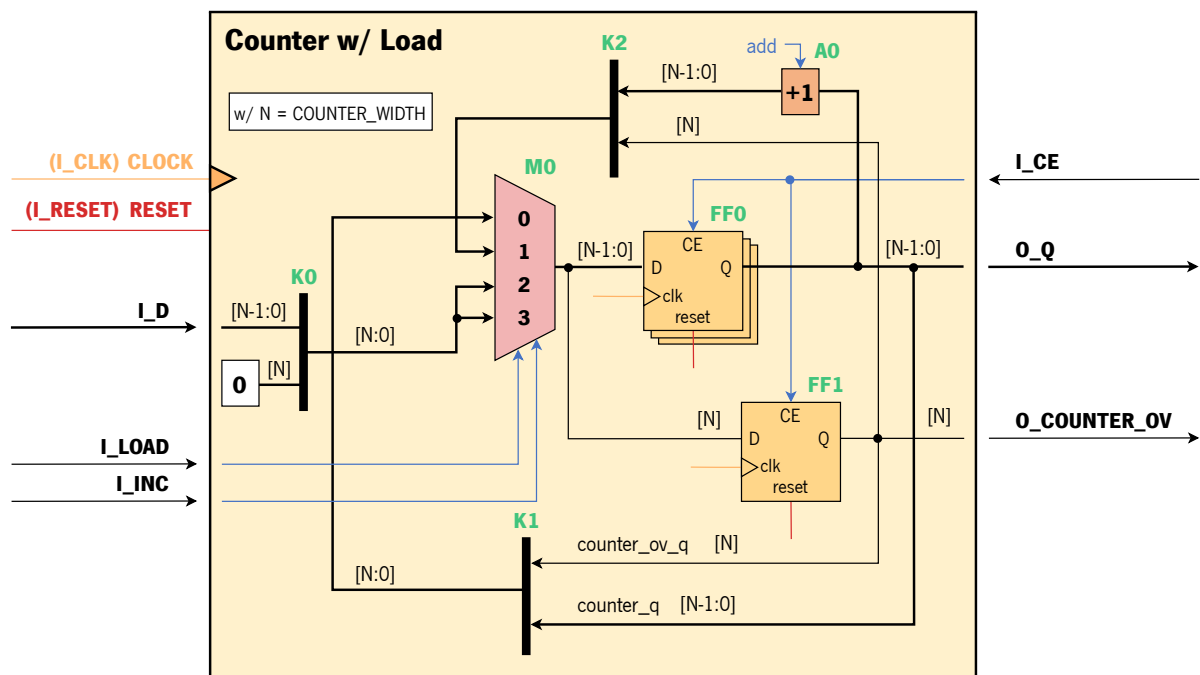 Counter w/ Load
K2
add
A0
[N-1:0]
+1
w/ N = COUNTER_WIDTH
[N]
(I_CLK) CLOCK
M0
I_CE
(I_RESET) RESET
FF0
0
CE
[N-1:0]
[N-1:0]
O_Q
1
D
Q
K0
2
clk
I_D
[N-1:0]
3
reset
[N:0]
0
[N]
FF1
CE
[N]
[N]
O_COUNTER_OV
D
Q
I_LOAD
clk
I_INC
reset
K1
counter_ov_q
[N]
[N:0]
counter_q
[N-1:0]